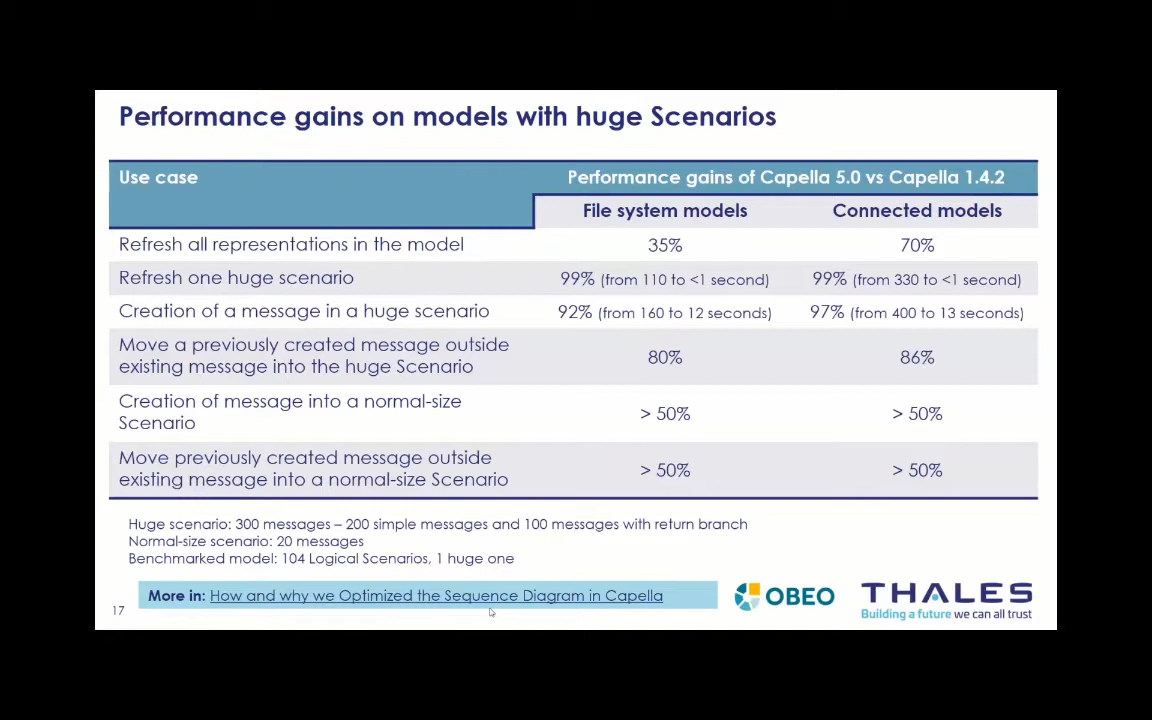 Performance gains on models with huge Scenarios
Use case
Performance gains of Capella 5.0 vs Capella 1.4.2
File system models
Connected models
Refresh all representations in the model
35%
70%
Refresh one huge scenario
99% (from 110 to <1 second)
99% (from 330 to <1 second)
Creation of a message in a huge scenario
92% (from 160 to 12 seconds)
97% (from 400 to 13 seconds)
Move a previously created message outside
existing message into the huge Scenario
80%
86%
Creation of message into a normal-size
Scenario
> 50%
> 50%
Move previously created message outside
existing message into a normal-size Scenario
> 50%
> 50%
Huge scenario: 300 messages – 200 simple messages and 100 messages with return branch
Normal-size scenario: 20 messages
Benchmarked model: 104 Logical Scenarios, 1 huge one
More in: How and why we Optimized the Sequence Diagram in Capella
17
OBEO
THALES
Building a future we can all trust